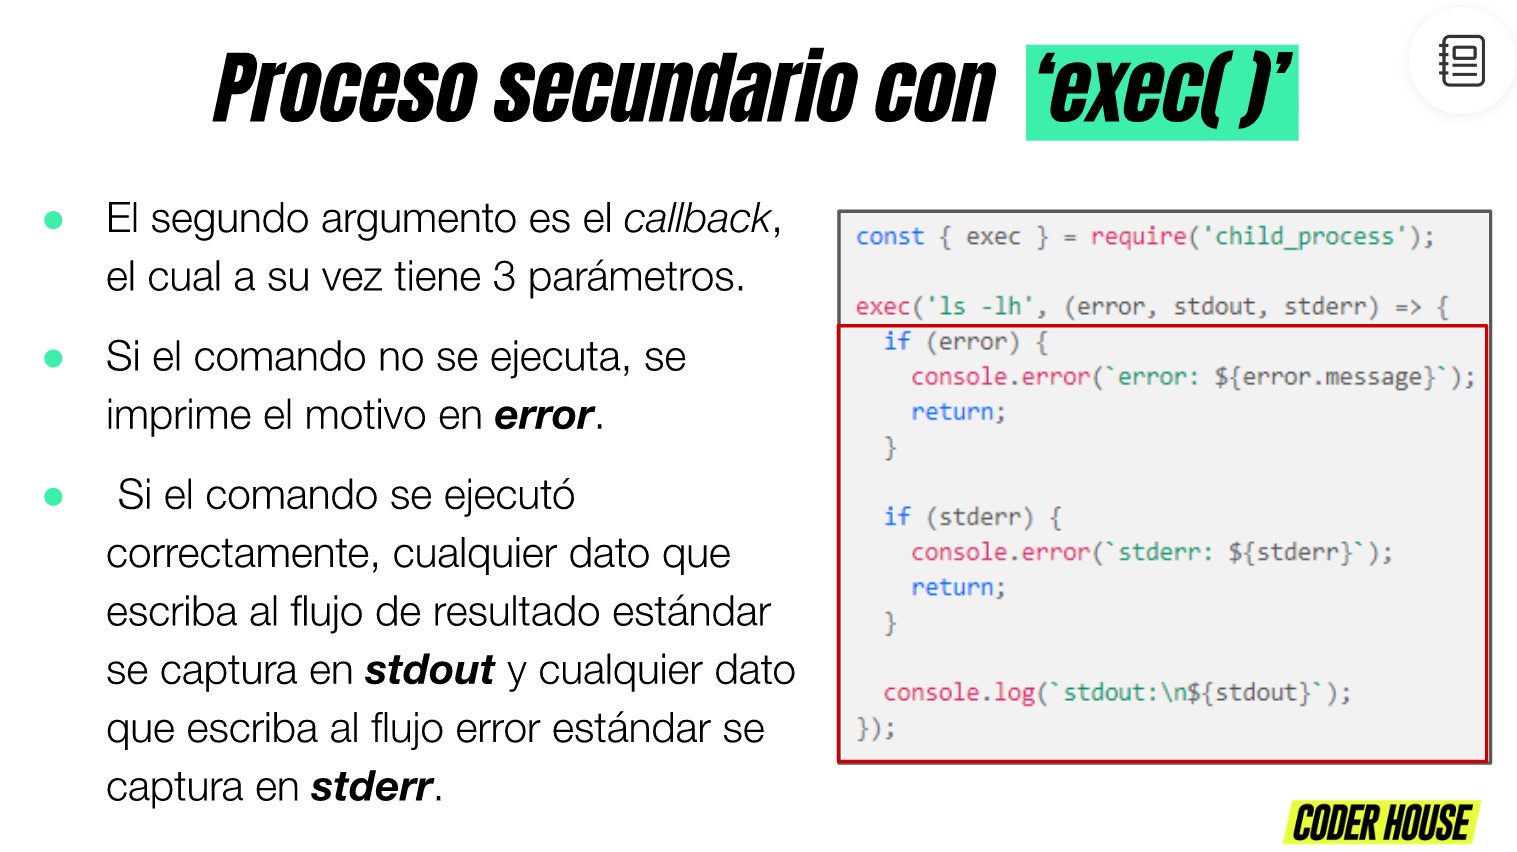 Proceso secundario con ‘exec( )’
● El segundo argumento es el callback,
el cual a su vez tiene 3 parámetros.
● Si el comando no se ejecuta, se
imprime el motivo en error.
● Si el comando se ejecutó
correctamente, cualquier dato que
escriba al flujo de resultado estándar
se captura en stdout y cualquier dato
que escriba al flujo error estándar se
captura en stderr.
const { exec } = require('child_process');
exec('ls -lh', (error, stdout, stderr) => {
  if (error) {
    console.error(`error: ${error.message}`);
    return;
  }
  if (stderr) {
    console.error(`stderr: ${stderr}`);
    return;
  }
  console.log(`stdout:\n${stdout}`);
});
CODER HOUSE